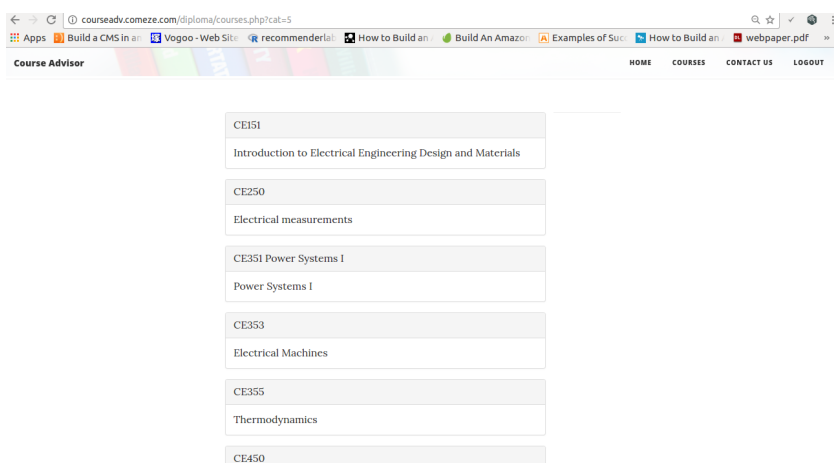 courseadv.comeze.com/diploma/courses.php?cat=5
Apps Build a CMS in an Vogoo - Web Site recommenderlab How to Build an Build An Amazon Examples of Succ How to Build an webpaper.pdf »
Course Advisor HOME COURSES CONTACT US LOGOUT
CE151
Introduction to Electrical Engineering Design and Materials
CE250
Electrical measurements
CE351 Power Systems I
Power Systems I
CE353
Electrical Machines
CE355
Thermodynamics
CE450